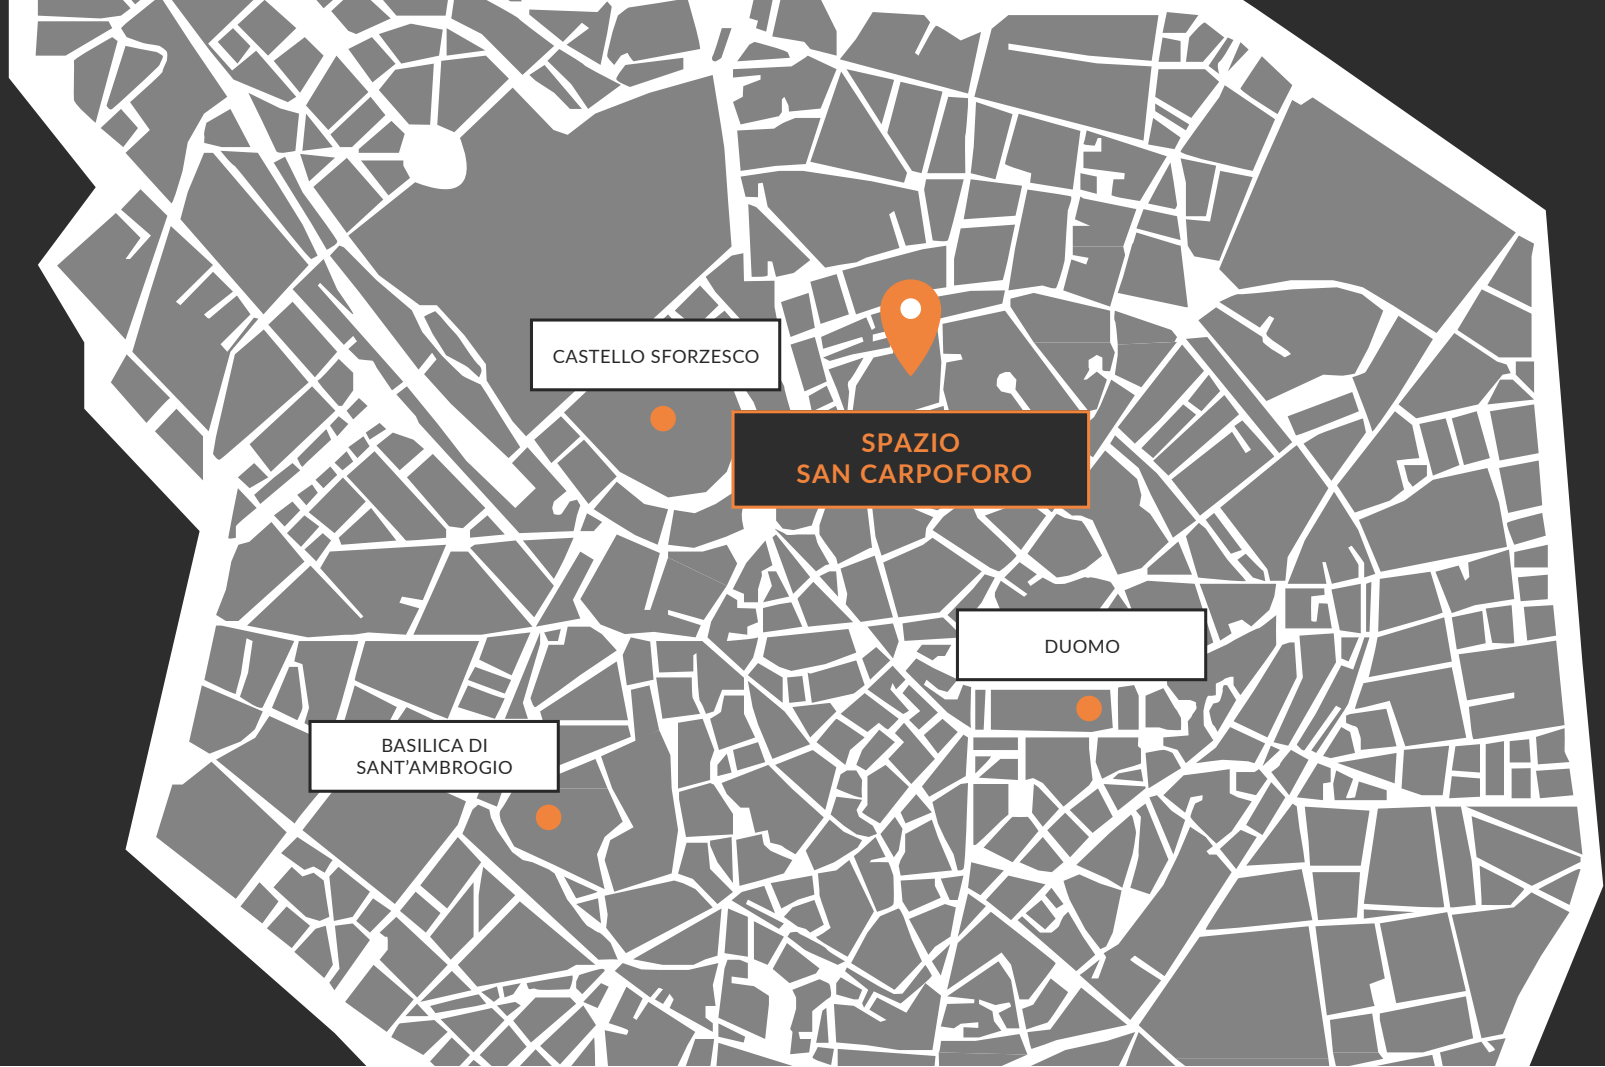 CASTELLO SFORZESCO
SPAZIO
SAN CARPOFORO
DUOMO
BASILICA DI
SANT’AMBROGIO